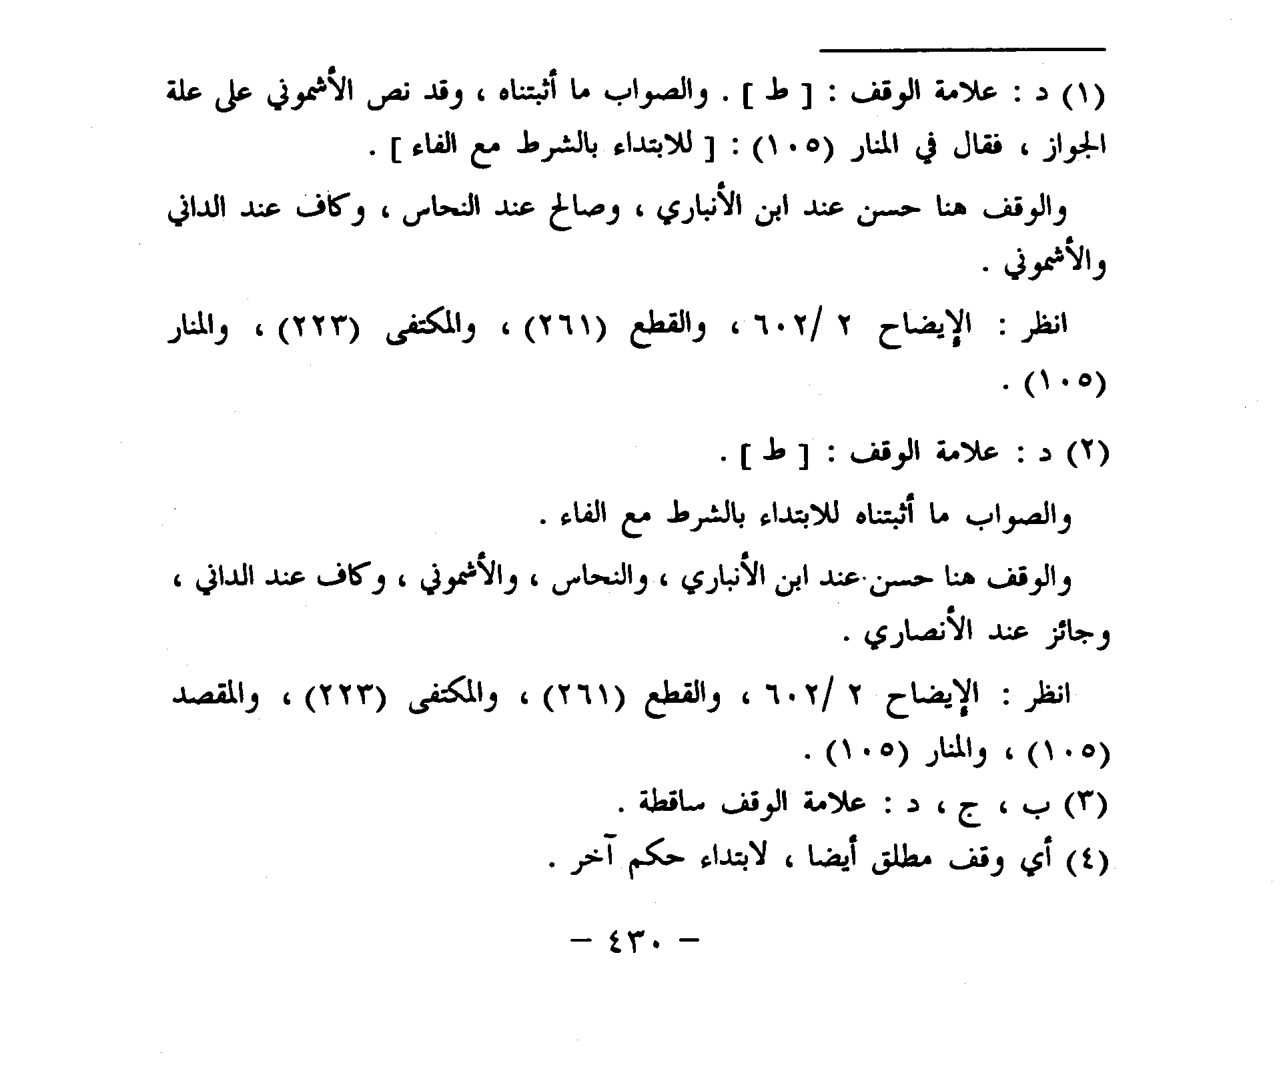 (١) د : علامة الوقف : [ ط ] . والصواب ما أثبتناه ، وقد نص الأشموني على علة
الجواز ، فقال في المنار (١٠٥) : [ للابتداء بالشرط مع الفاء ] .
والوقف هنا حسن عند ابن الأنباري ، وصالح عند النحاس ، وكاف عند الداني
والأشموني .
انظر : الإيضاح ٢ /٦٠٢ ، والقطع (٢٦١) ، والمكتفى (٢٢٣) ، والمنار
(١٠٥) .
(٢) د : علامة الوقف : [ ط ] .
والصواب ما أثبتناه للابتداء بالشرط مع الفاء .
والوقف هنا حسن عند ابن الأنباري ، والنحاس ، والأشموني ، وكاف عند الداني ،
وجائز عند الأنصاري .
انظر : الإيضاح ٢ /٦٠٢ ، والقطع (٢٦١) ، والمكتفى (٢٢٣) ، والمقصد
(١٠٥) ، والمنار (١٠٥) .
(٣) ب ، ج ، د : علامة الوقف ساقطة .
(٤) أي وقف مطلق أيضا ، لابتداء حكم آخر .
– ٤٣٠ –